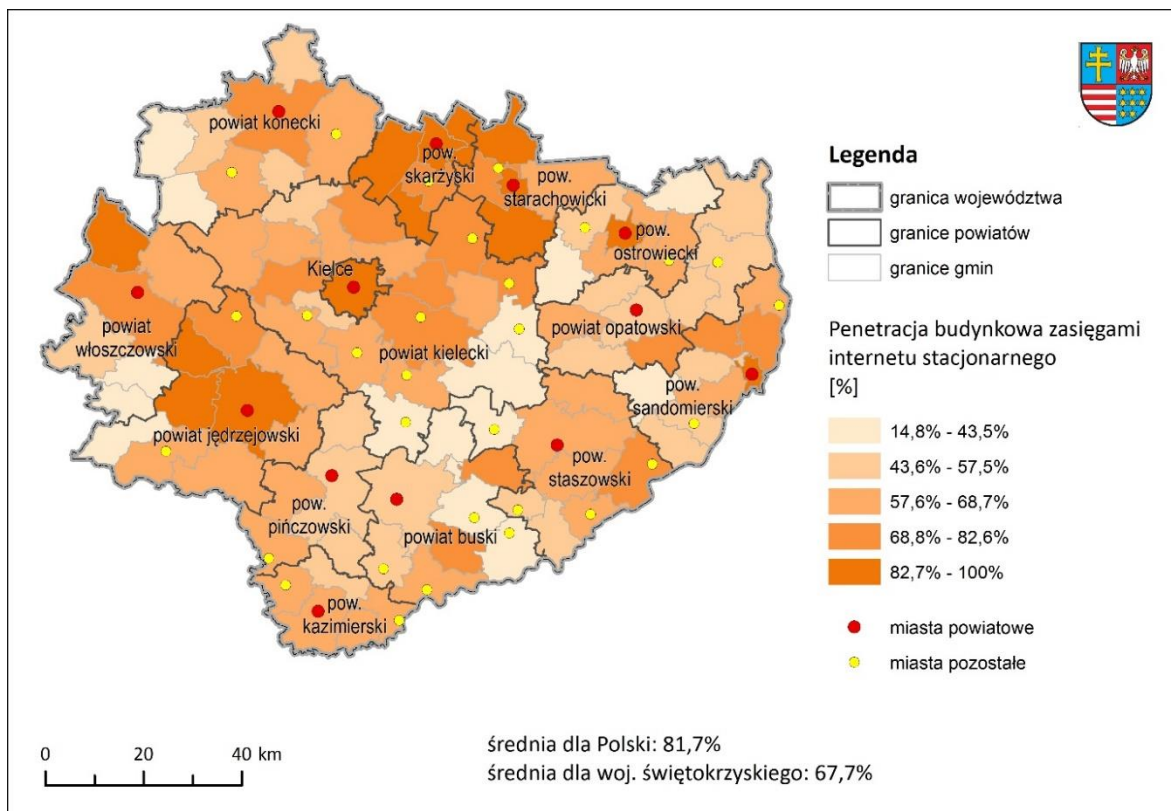 powiat konecki
pow.
skarżyski
pow.
starachowicki
pow.
ostrowiecki
Kielce
powiat
włoszczowski
powiat kielecki
powiat opatowski
pow.
sandomierski
powiat jędrzejowski
pow.
staszowski
pow.
pińczowski
powiat buski
pow.
kazimierski
Legenda
granica województwa
granice powiatów
granice gmin
Penetracja budynkowa zasięgami
internetu stacjonarnego
[%]
14,8% - 43,5%
43,6% - 57,5%
57,6% - 68,7%
68,8% - 82,6%
82,7% - 100%
miasta powiatowe
miasta pozostałe
0 20 40 km
średnia dla Polski: 81,7%
średnia dla woj. świętokrzyskiego: 67,7%